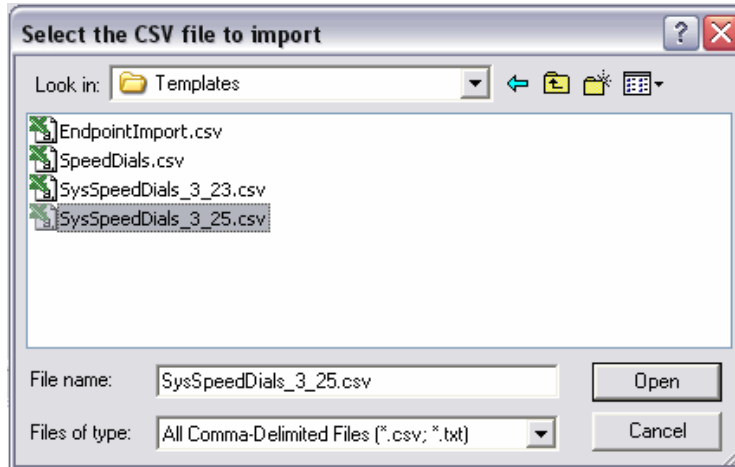 Select the CSV file to import
Look in: Templates
EndpointImport.csv
SpeedDials.csv
SysSpeedDials_3_23.csv
SysSpeedDials_3_25.csv
File name: SysSpeedDials_3_25.csv Open
Files of type: All Comma-Delimited Files (*.csv; *.txt) Cancel